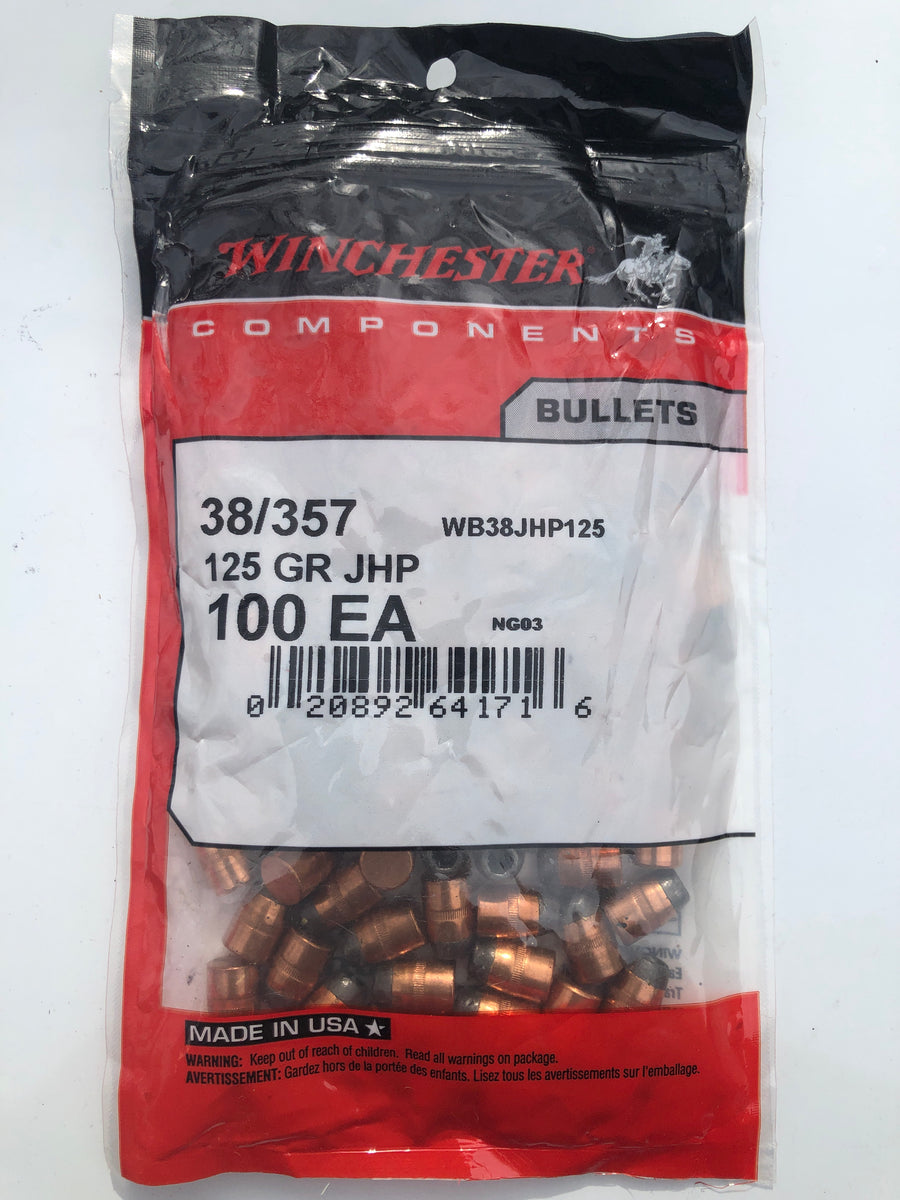 WINCHESTER®
COMPONENTS
BULLETS
38/357 WB38JHP125
125 GR JHP
100 EA NG03
0 20892 64171 6
MADE IN USA
WARNING: Keep out of reach of children. Read all warnings on package.
AVERTISSEMENT: Gardez hors de la portée des enfants. Lisez tous les avertissements sur l'emballage.